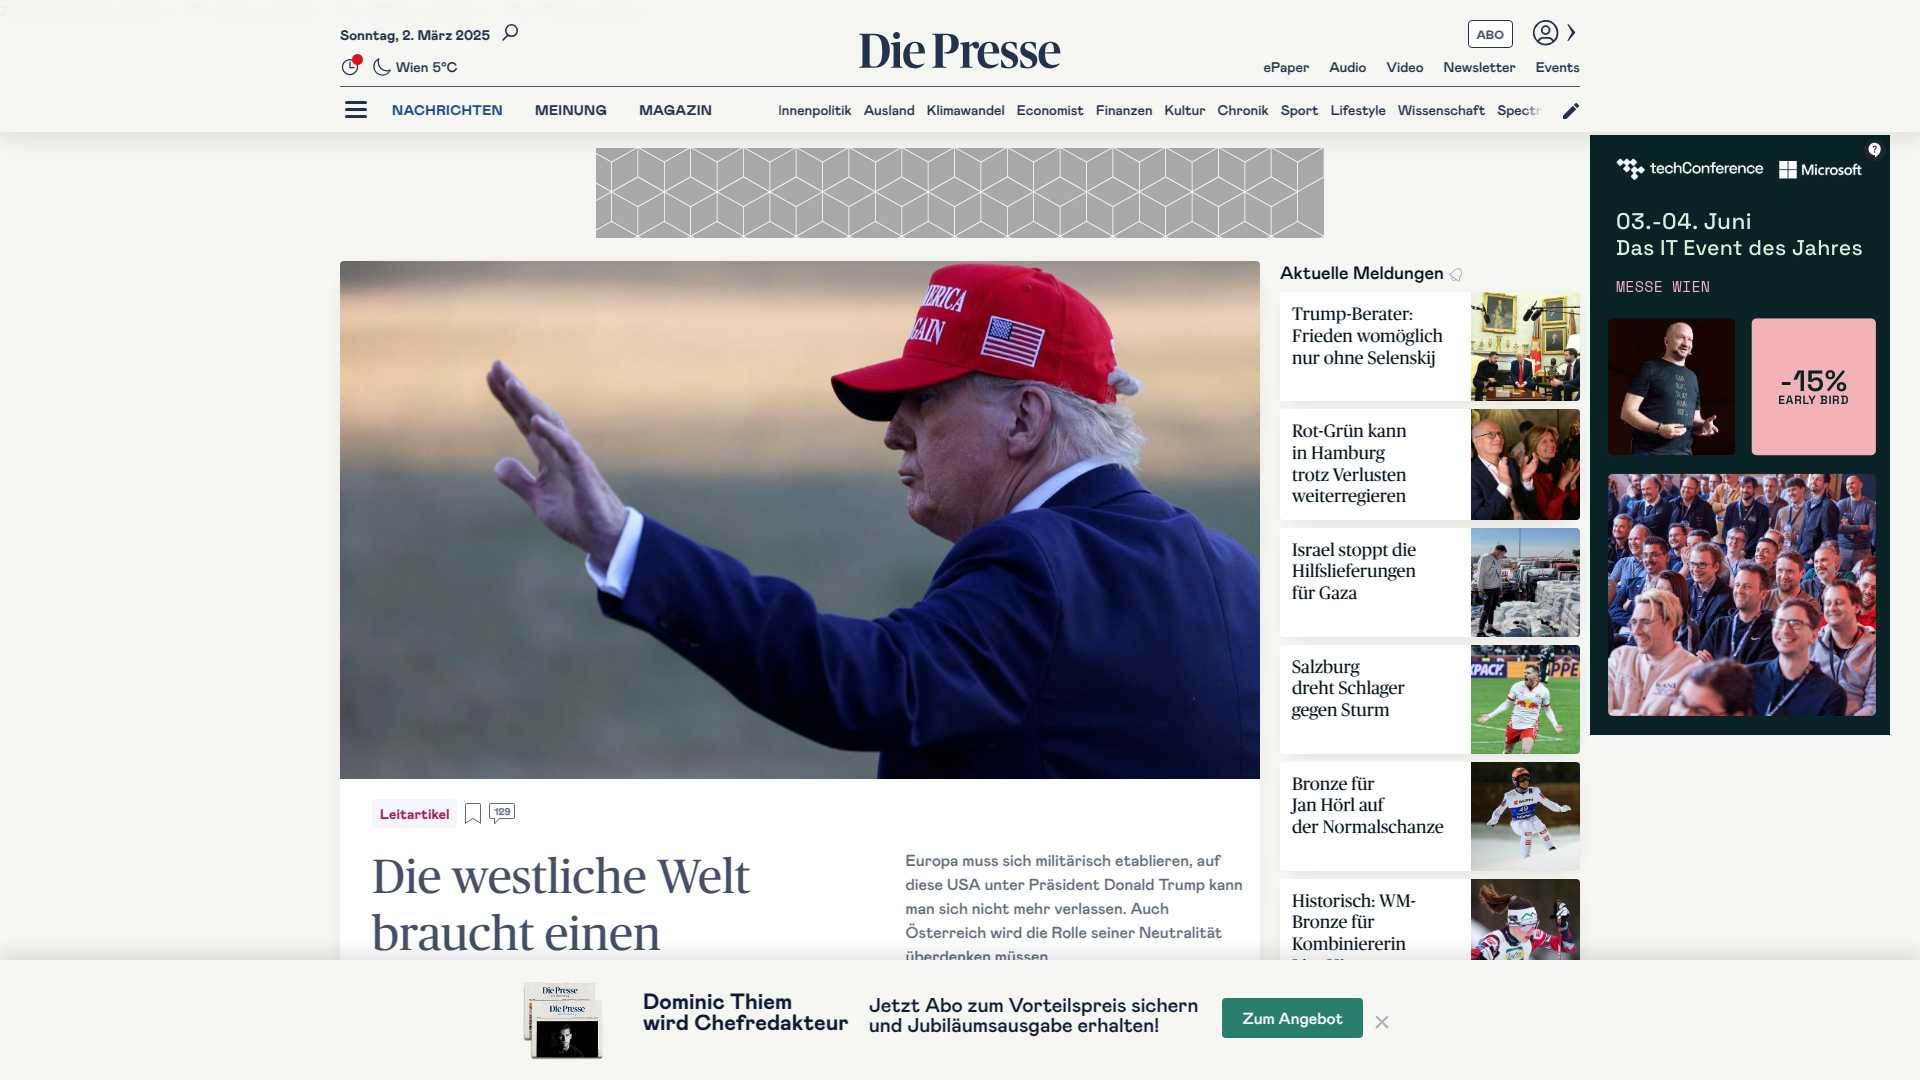 Sonntag, 2. März 2025
Wien 5°C
Die Presse
ABO
ePaper
Audio
Video
Newsletter
Events
NACHRICHTEN
MEINUNG
MAGAZIN
Innenpolitik
Ausland
Klimawandel
Economist
Finanzen
Kultur
Chronik
Sport
Lifestyle
Wissenschaft
techConference
Microsoft
03.-04. Juni
Das IT Event des Jahres
MESSE WIEN
-15%
EARLY BIRD
AGAIN
Aktuelle Meldungen
Trump-Berater:
Frieden womöglich
nur ohne Selenskij
Rot-Grün kann
in Hamburg
trotz Verlusten
weiterregieren
Israel stoppt die
Hilfslieferungen
für Gaza
Salzburg
dreht Schlager
gegen Sturm
Bronze für
Jan Hörl auf
der Normalschanze
Historisch: WM-
Bronze für
Kombiniererin
Leitartikel
129
Die westliche Welt
braucht einen
Europa muss sich militärisch etablieren, auf
diese USA unter Präsident Donald Trump kann
man sich nicht mehr verlassen. Auch
Österreich wird die Rolle seiner Neutralität
überdenken müssen.
Die Presse
Die Presse
Dominic Thiem
wird Chefredakteur
Jetzt Abo zum Vorteilspreis sichern
und Jubiläumsausgabe erhalten!
Zum Angebot